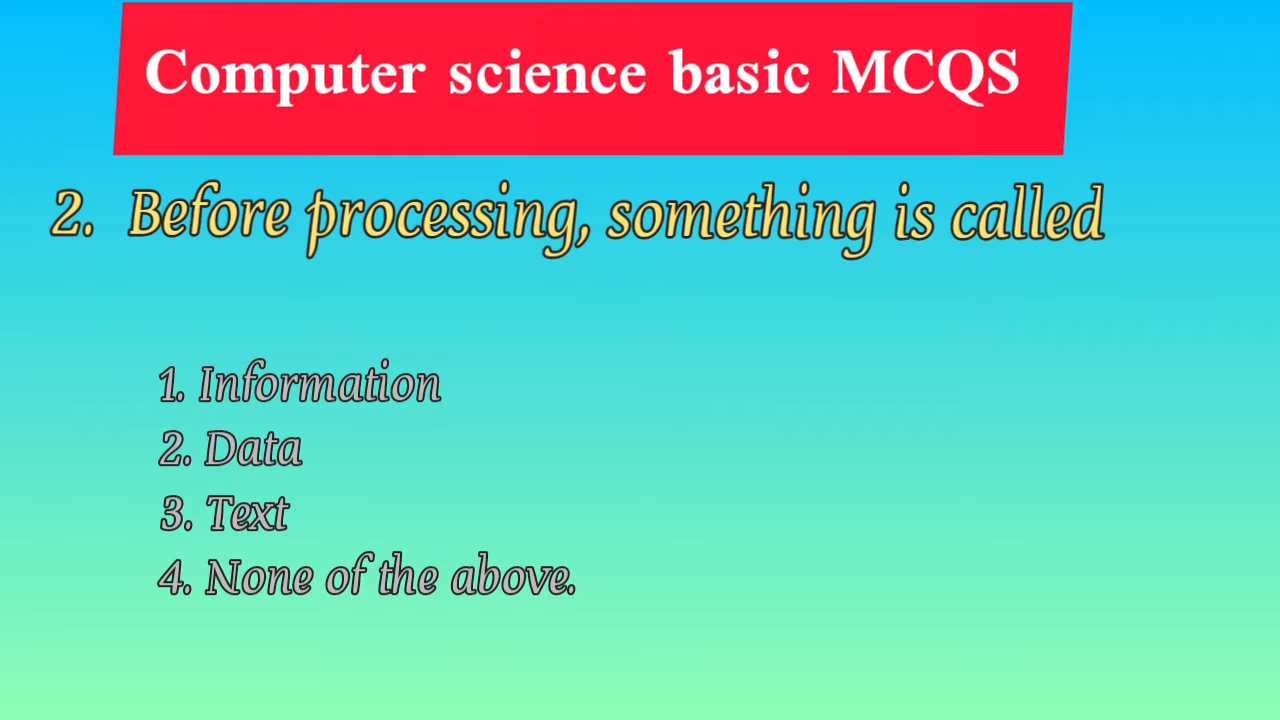 Computer science basic MCQS
2. Before processing, something is called
1. Information
2. Data
3. Text
4. None of the above.